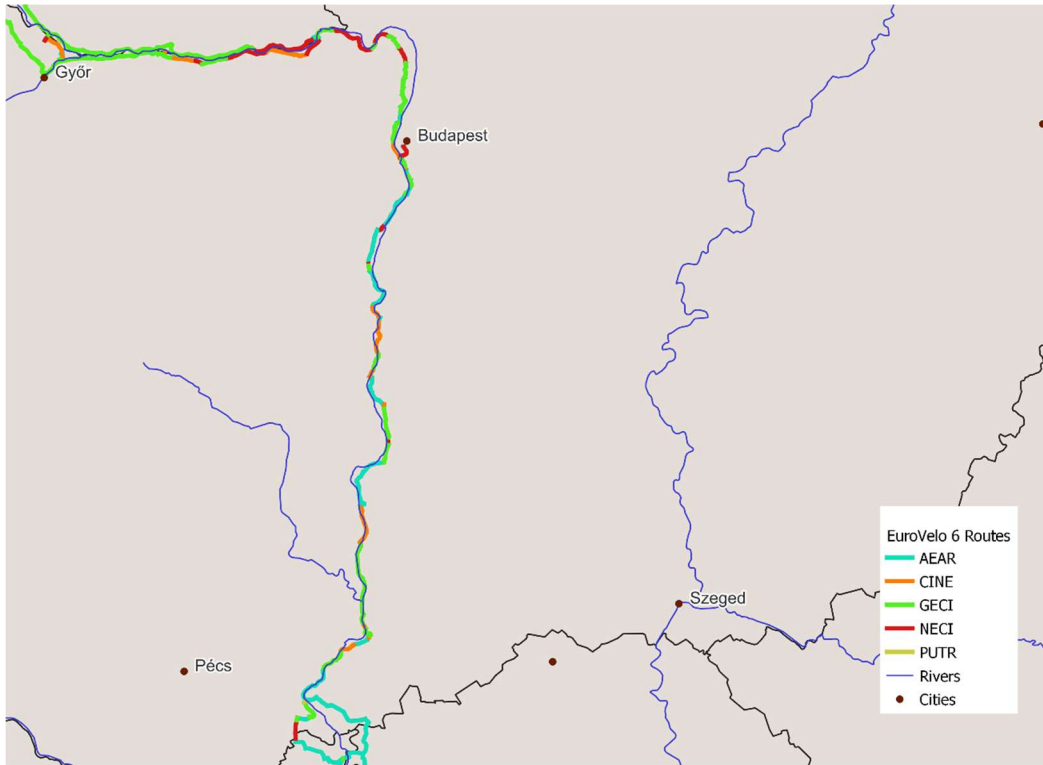 Győr
Budapest
Szeged
Pécs
EuroVelo 6 Routes
AEAR
CINE
GECI
NECI
PUTR
Rivers
Cities